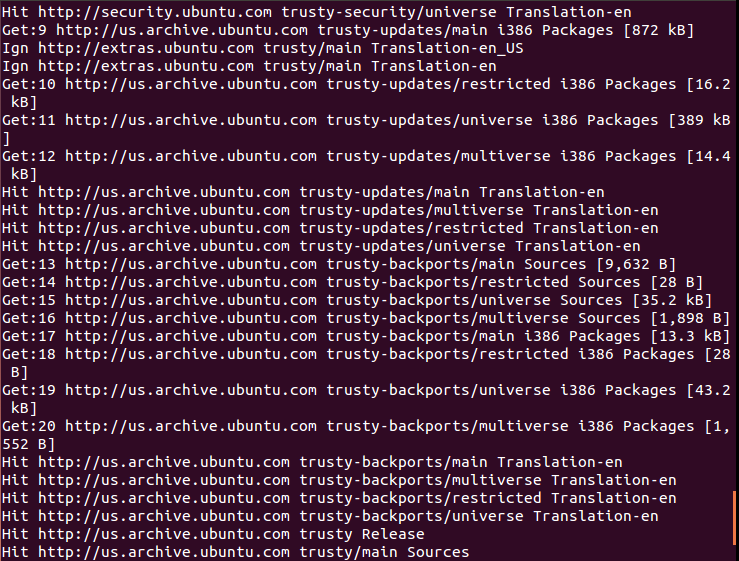 Hit http://security.ubuntu.com trusty-security/universe Translation-en
Get:9 http://us.archive.ubuntu.com trusty-updates/main i386 Packages [872 kB]
Ign http://extras.ubuntu.com trusty/main Translation-en_US
Ign http://extras.ubuntu.com trusty/main Translation-en
Get:10 http://us.archive.ubuntu.com trusty-updates/restricted i386 Packages [16.2
 kB]
Get:11 http://us.archive.ubuntu.com trusty-updates/universe i386 Packages [389 kB
]
Get:12 http://us.archive.ubuntu.com trusty-updates/multiverse i386 Packages [14.4
 kB]
Hit http://us.archive.ubuntu.com trusty-updates/main Translation-en
Hit http://us.archive.ubuntu.com trusty-updates/multiverse Translation-en
Hit http://us.archive.ubuntu.com trusty-updates/restricted Translation-en
Hit http://us.archive.ubuntu.com trusty-updates/universe Translation-en
Get:13 http://us.archive.ubuntu.com trusty-backports/main Sources [9,632 B]
Get:14 http://us.archive.ubuntu.com trusty-backports/restricted Sources [28 B]
Get:15 http://us.archive.ubuntu.com trusty-backports/universe Sources [35.2 kB]
Get:16 http://us.archive.ubuntu.com trusty-backports/multiverse Sources [1,898 B]
Get:17 http://us.archive.ubuntu.com trusty-backports/main i386 Packages [13.3 kB]
Get:18 http://us.archive.ubuntu.com trusty-backports/restricted i386 Packages [28
 B]
Get:19 http://us.archive.ubuntu.com trusty-backports/universe i386 Packages [43.2
 kB]
Get:20 http://us.archive.ubuntu.com trusty-backports/multiverse i386 Packages [1,
552 B]
Hit http://us.archive.ubuntu.com trusty-backports/main Translation-en
Hit http://us.archive.ubuntu.com trusty-backports/multiverse Translation-en
Hit http://us.archive.ubuntu.com trusty-backports/restricted Translation-en
Hit http://us.archive.ubuntu.com trusty-backports/universe Translation-en
Hit http://us.archive.ubuntu.com trusty Release
Hit http://us.archive.ubuntu.com trusty/main Sources